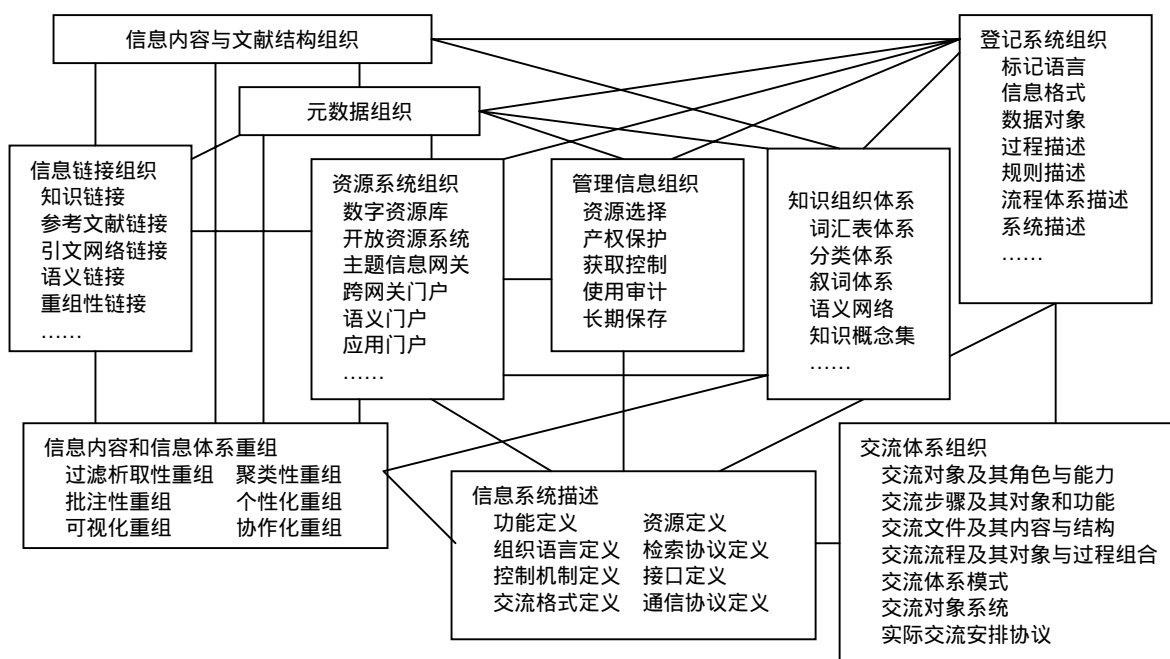 信息内容与文献结构组织
元数据组织
登记系统组织
标记语言
信息格式
数据对象
过程描述
规则描述
流程体系描述
系统描述
……
信息链接组织
知识链接
参考文献链接
引文网络链接
语义链接
重组性链接
……
资源系统组织
数字资源库
开放资源系统
主题信息网关
跨网关门户
语义门户
应用门户
……
管理信息组织
资源选择
产权保护
获取控制
使用审计
长期保存
知识组织体系
词汇表体系
分类体系
叙词体系
语义网络
知识概念集
……
信息内容和信息体系重组
过滤析取性重组 聚类性重组
批注性重组 个性化重组
可视化重组 协作化重组
信息系统描述
功能定义 资源定义
组织语言定义 检索协议定义
控制机制定义 接口定义
交流格式定义 通信协议定义
交流体系组织
交流对象及其角色与能力
交流步骤及其对象和功能
交流文件及其内容与结构
交流流程及其对象与过程组合
交流体系模式
交流对象系统
实际交流安排协议